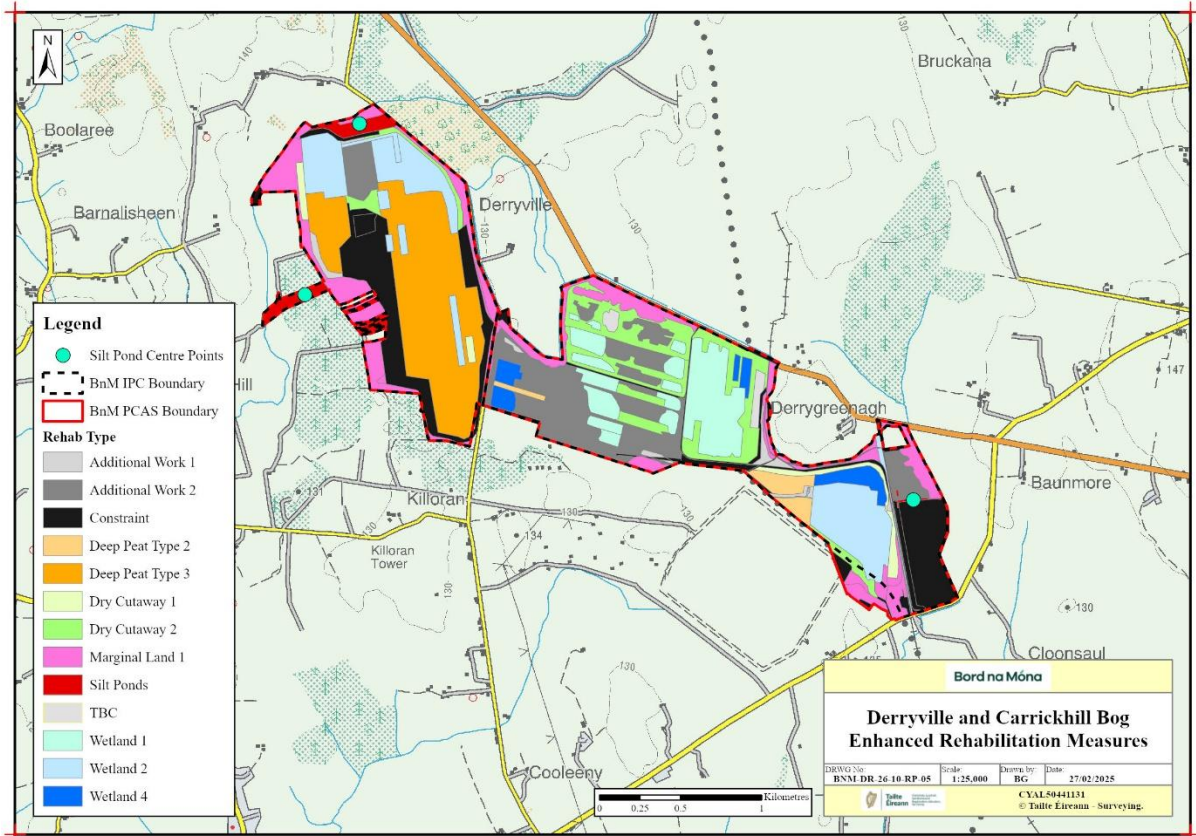 N
Bruckana
Boolaree
140
130
130
Barnalisheen
Derryville
130
130
147
Legend
Silt Pond Centre Points
BnM IPC Boundary
BnM PCAS Boundary
Rehab Type
Additional Work 1
Additional Work 2
Constraint
Deep Peat Type 2
Deep Peat Type 3
Dry Cutaway 1
Dry Cutaway 2
Marginal Land 1
Silt Ponds
TBC
Wetland 1
Wetland 2
Wetland 4
Hill
Derrygreenagh
Baunmore
131
Killoran
130
130
134
Killoran
Tower
130
130
130
Cloonsaul
Cooleeny
Kilometres
0 0.25 0.5 1
Bord na Móna
Derryville and Carrickhill Bog
Enhanced Rehabilitation Measures
DRWG No: Scale: Drawn by: Date:
BNM-DR-26-10-RP-05 1:25,000 BG 27/02/2025
Tailte
Éireann
CYAL50441131
© Tailte Éireann - Surveying.